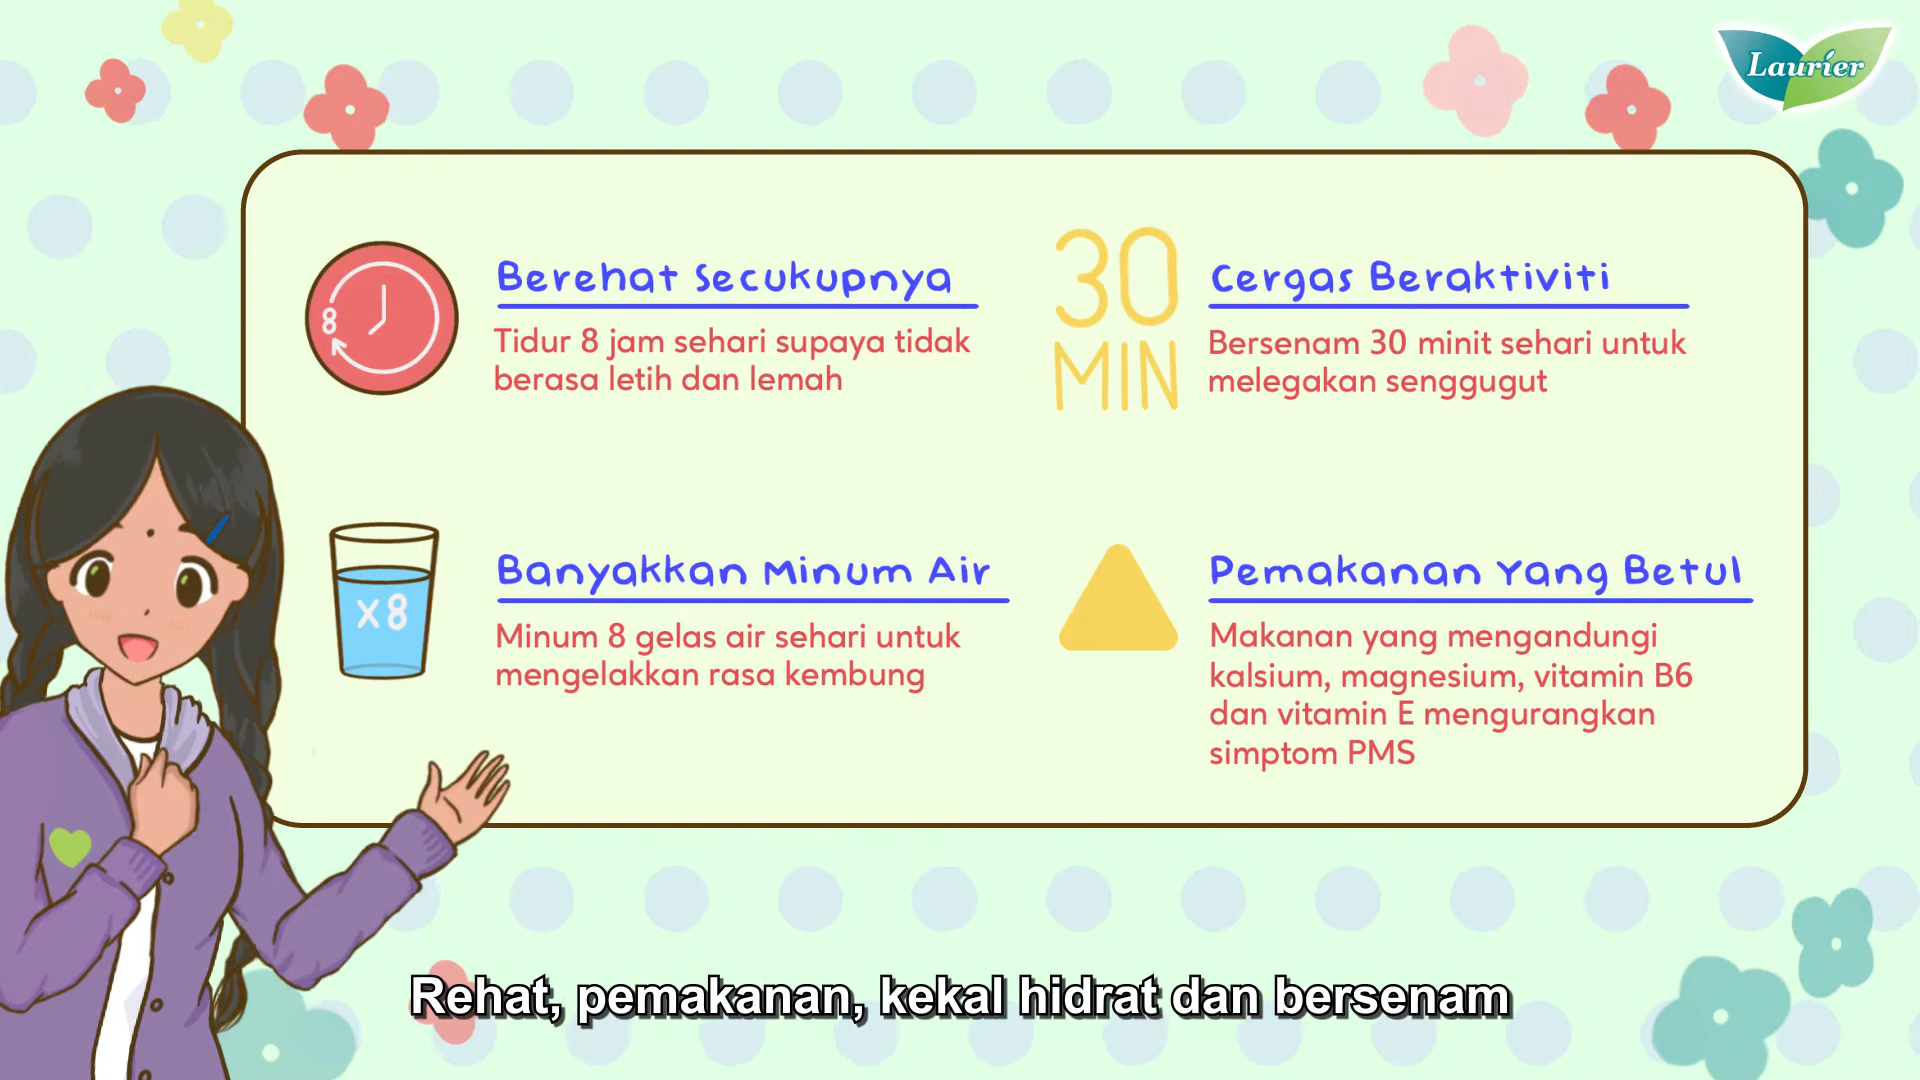 Laurier
8
Berehat Secukupnya
Tidur 8 jam sehari supaya tidak
berasa letih dan lemah
30
MIN
Cergas Beraktiviti
Bersenam 30 minit sehari untuk
melegakan senggugut
x8
Banyakkan Minum Air
Minum 8 gelas air sehari untuk
mengelakkan rasa kembung
Pemakanan Yang Betul
Makanan yang mengandungi
kalsium, magnesium, vitamin B6
dan vitamin E mengurangkan
simptom PMS
Rehat, pemakanan, kekal hidrat dan bersenam